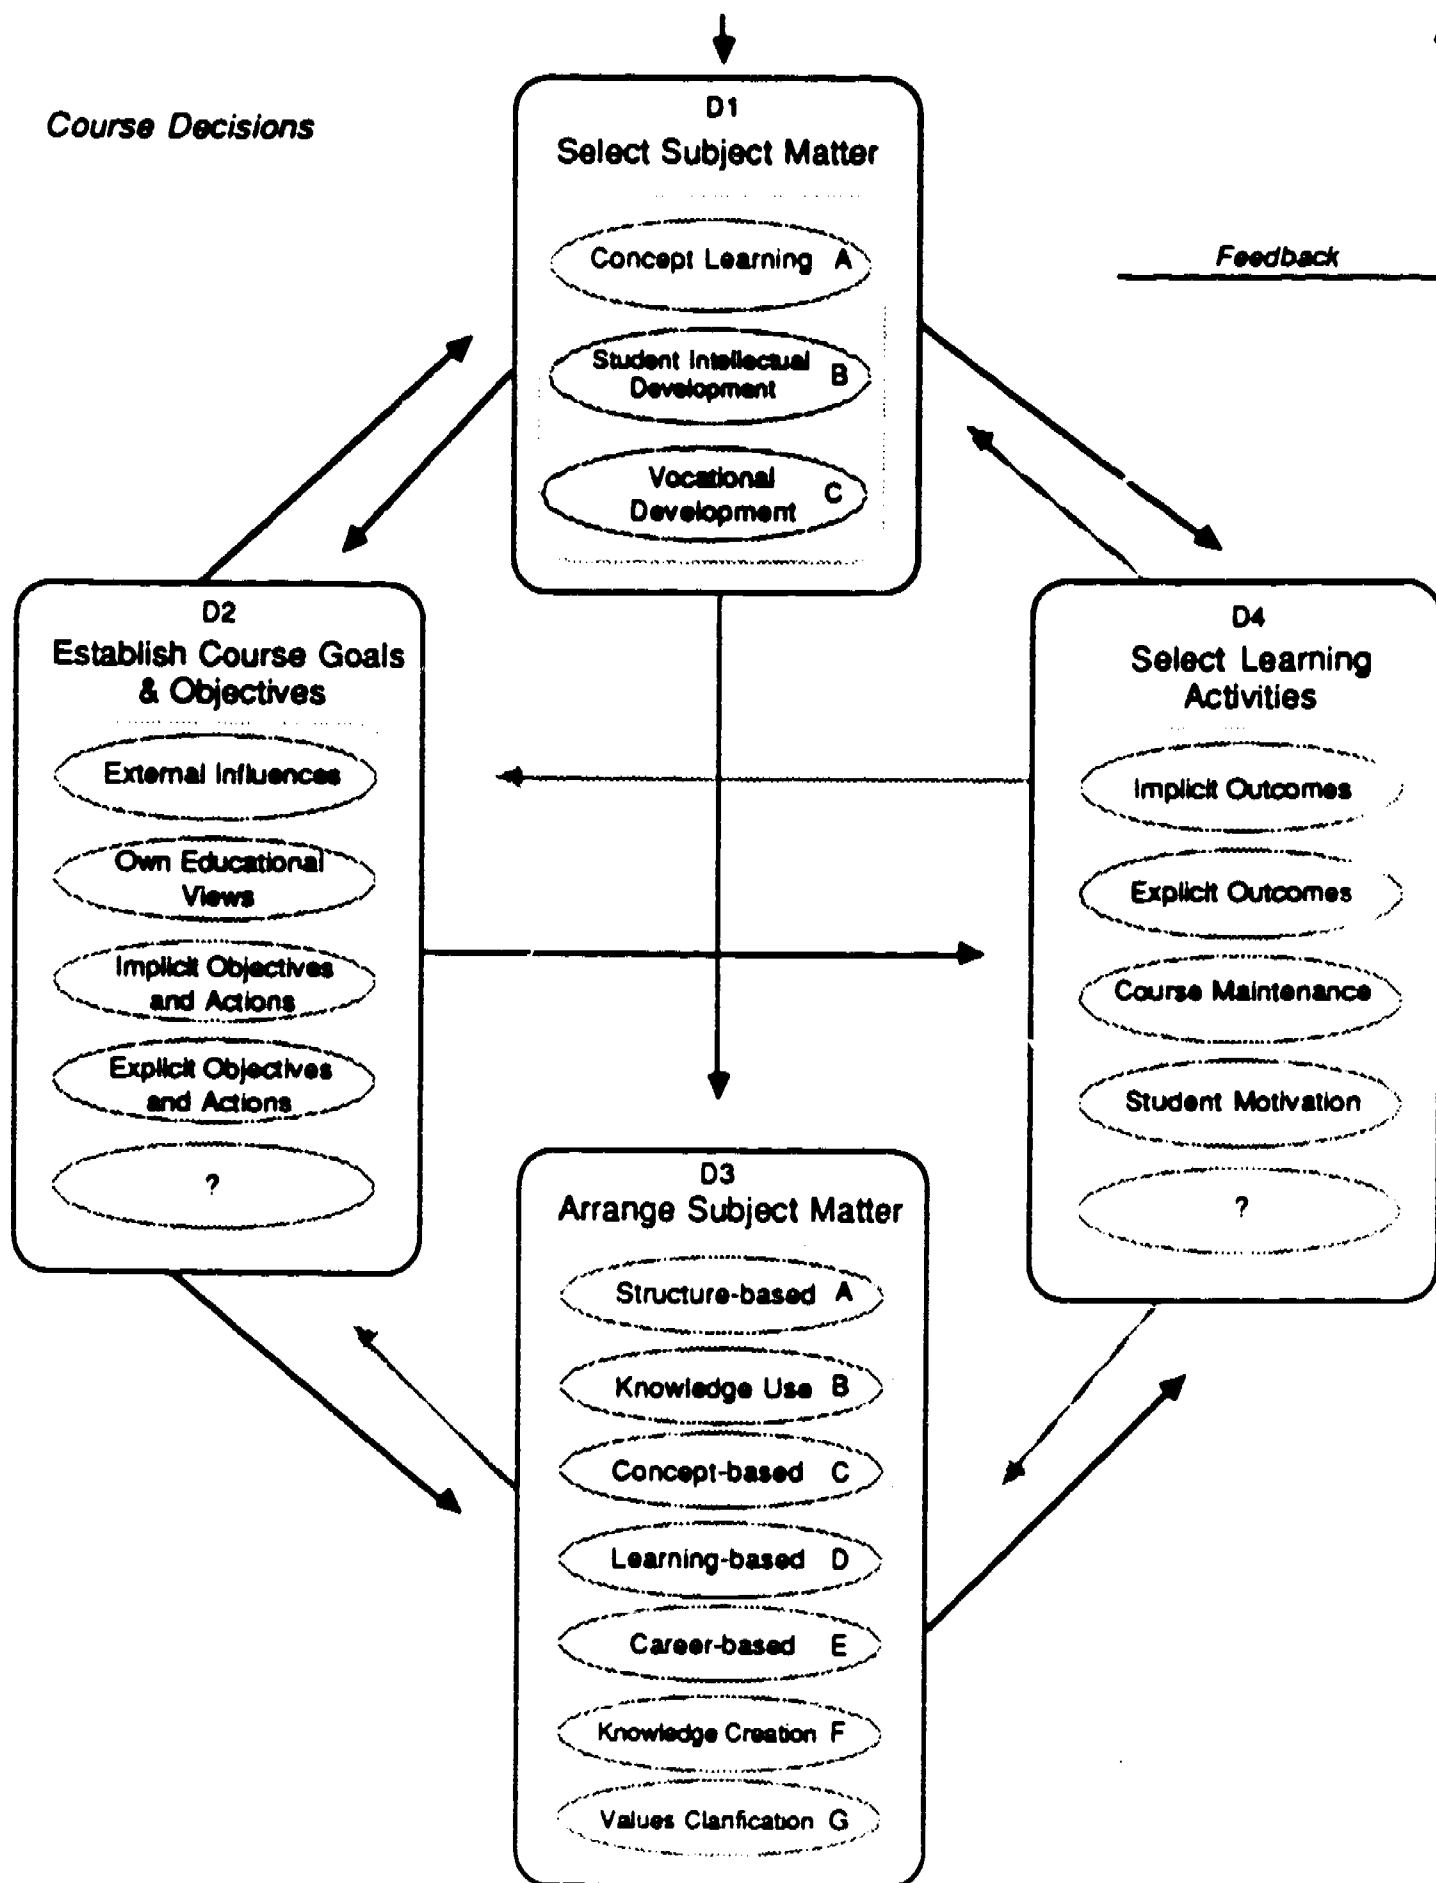 Course Decisions
D1
Select Subject Matter
Concept Learning A
Student Intellectual
Development B
Vocational
Development C
Feedback
D2
Establish Course Goals
& Objectives
External Influences
Own Educational
Views
Implicit Objectives
and Actions
Explicit Objectives
and Actions
?
D4
Select Learning
Activities
Implicit Outcomes
Explicit Outcomes
Course Maintenance
Student Motivation
?
D3
Arrange Subject Matter
Structure-based A
Knowledge Use B
Concept-based C
Learning-based D
Career-based E
Knowledge Creation F
Values Clarification G